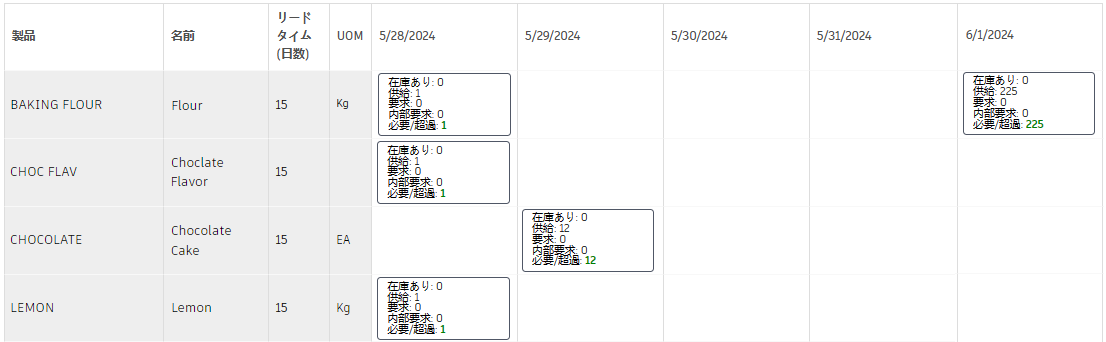 製品 名前 リード タイム (日数) UOM 5/28/2024 5/29/2024 5/30/2024 5/31/2024 6/1/2024
BAKING FLOUR Flour 15 Kg
在庫あり: 0
供給: 1
要求: 0
内部要求: 0
必要/超過: 1
在庫あり: 0
供給: 225
要求: 0
内部要求: 0
必要/超過: 225
CHOC FLAV Choclate Flavor 15
在庫あり: 0
供給: 1
要求: 0
内部要求: 0
必要/超過: 1
CHOCOLATE Chocolate Cake 15 EA
在庫あり: 0
供給: 12
要求: 0
内部要求: 0
必要/超過: 12
LEMON Lemon 15 Kg
在庫あり: 0
供給: 1
要求: 0
内部要求: 0
必要/超過: 1